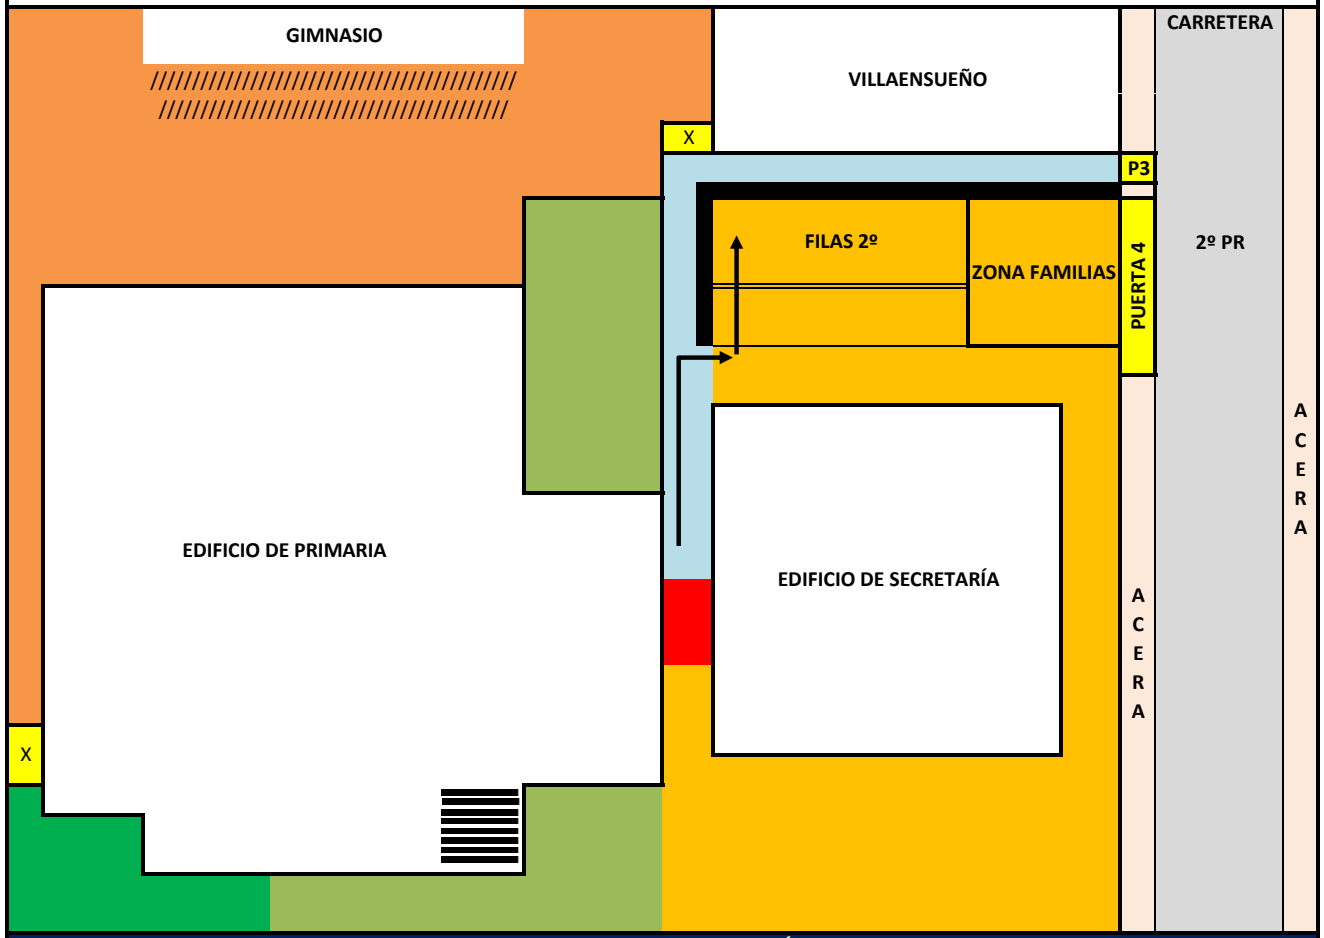 GIMNASIO
CARRETERA
VILLAENSUEÑO
////////////////////////////////////////////
//////////////////////////////////////////
X
P3
FILAS 2º
2º PR
ZONA FAMILIAS
PUERTA 4
A
C
E
R
A
EDIFICIO DE PRIMARIA
EDIFICIO DE SECRETARÍA
A
C
E
R
A
X